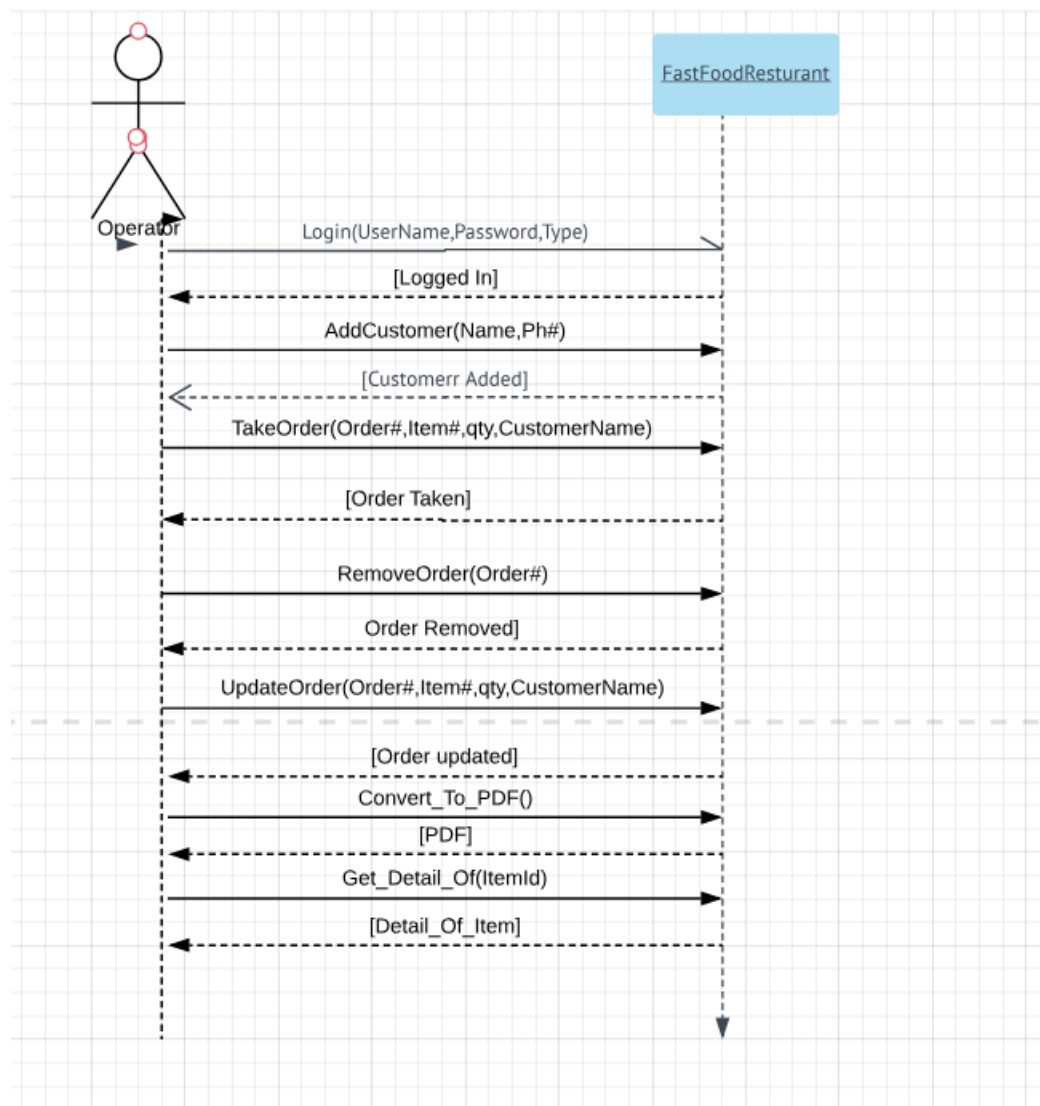 FastFoodResturant
Operator
Login(UserName,Password,Type)
[Logged In]
AddCustomer(Name,Ph#)
[Customerr Added]
TakeOrder(Order#,Item#,qty,CustomerName)
[Order Taken]
RemoveOrder(Order#)
Order Removed]
UpdateOrder(Order#,Item#,qty,CustomerName)
[Order updated]
Convert_To_PDF()
[PDF]
Get_Detail_Of(ItemId)
[Detail_Of_Item]